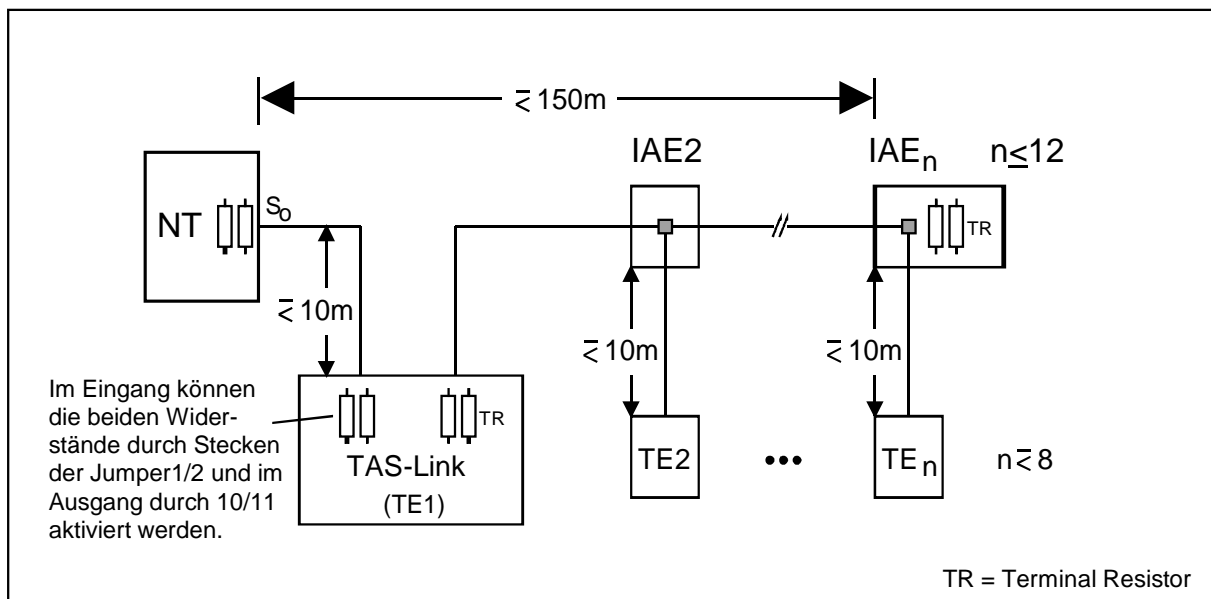 ⋜ 150m
IAE2
IAEn n≤12
NT
S0
TR
⋜ 10m
⋜ 10m
⋜ 10m
Im Eingang können
die beiden Wider-
stände durch Stecken
der Jumper1/2 und im
Ausgang durch 10/11
aktiviert werden.
TR
TAS-Link
(TE1)
TE2
•••
TEn
n⋜8
TR = Terminal Resistor